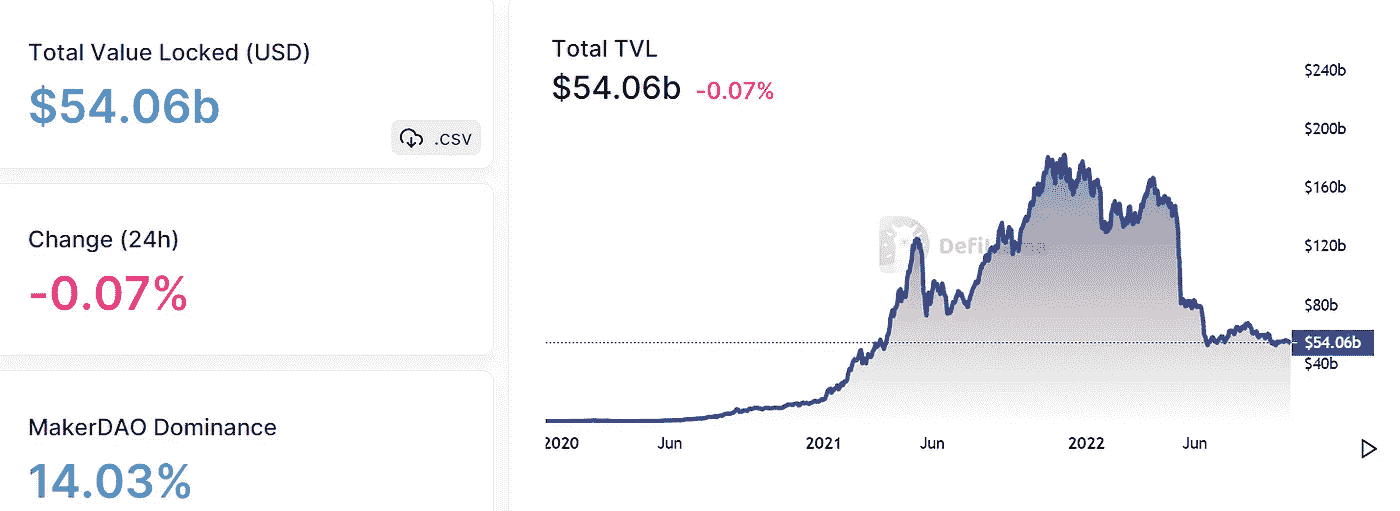 Total Value Locked (USD)
$54.06b
.csv
Change (24h)
-0.07%
MakerDAO Dominance
14.03%
Total TVL
$54.06b -0.07%
$240b
$200b
$160b
$120b
$80b
$54.06b
$40b
2020 Jun 2021 Jun 2022 Jun